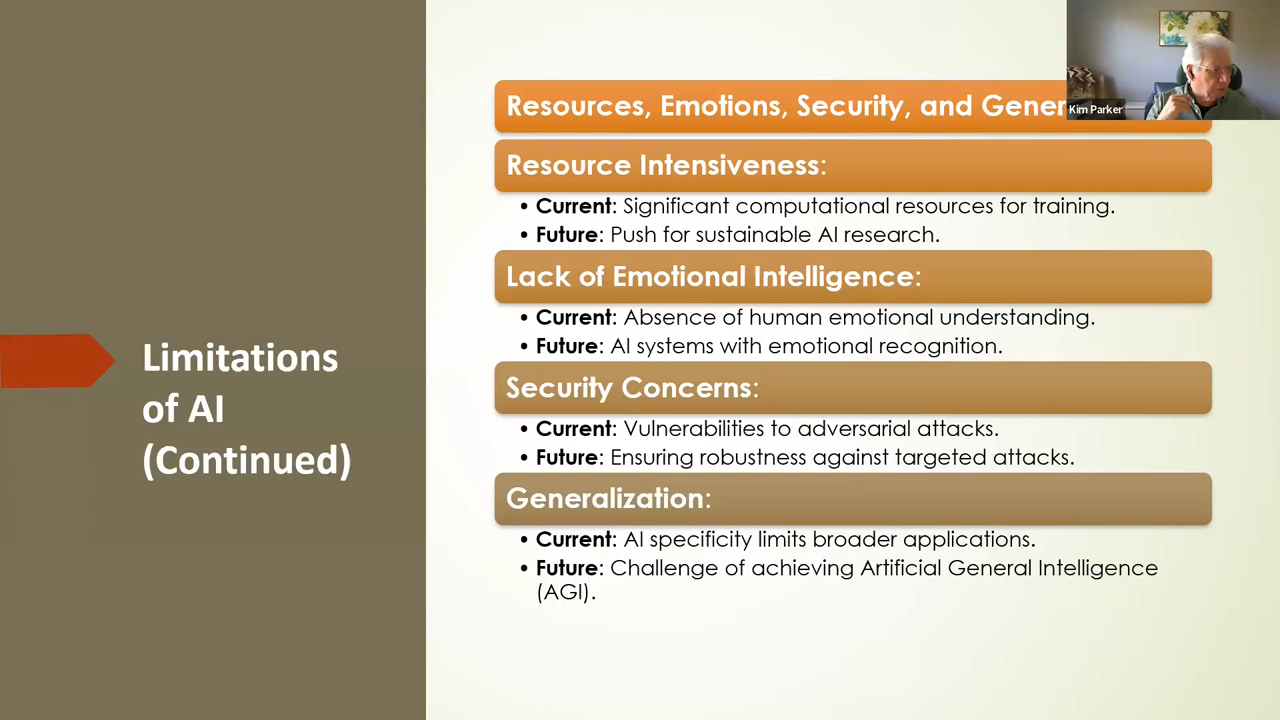 Limitations
of AI
(Continued)
Resources, Emotions, Security, and
Resource Intensiveness:
• Current: Significant computational resources for training.
• Future: Push for sustainable AI research.
Lack of Emotional Intelligence:
• Current: Absence of human emotional understanding.
• Future: AI systems with emotional recognition.
Security Concerns:
• Current: Vulnerabilities to adversarial attacks.
• Future: Ensuring robustness against targeted attacks.
Generalization:
• Current: AI specificity limits broader applications.
• Future: Challenge of achieving Artificial General Intelligence
(AGI).
Kim Parker